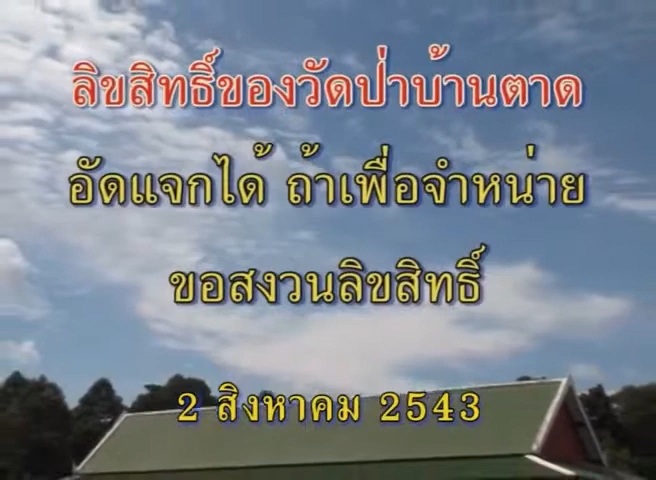 ลิขสิทธิ์ของวัดป่าบ้านตาด
อัดแจกได้ ถ้าเพื่อจำหน่าย
ขอสงวนลิขสิทธิ์
2 สิงหาคม 2543